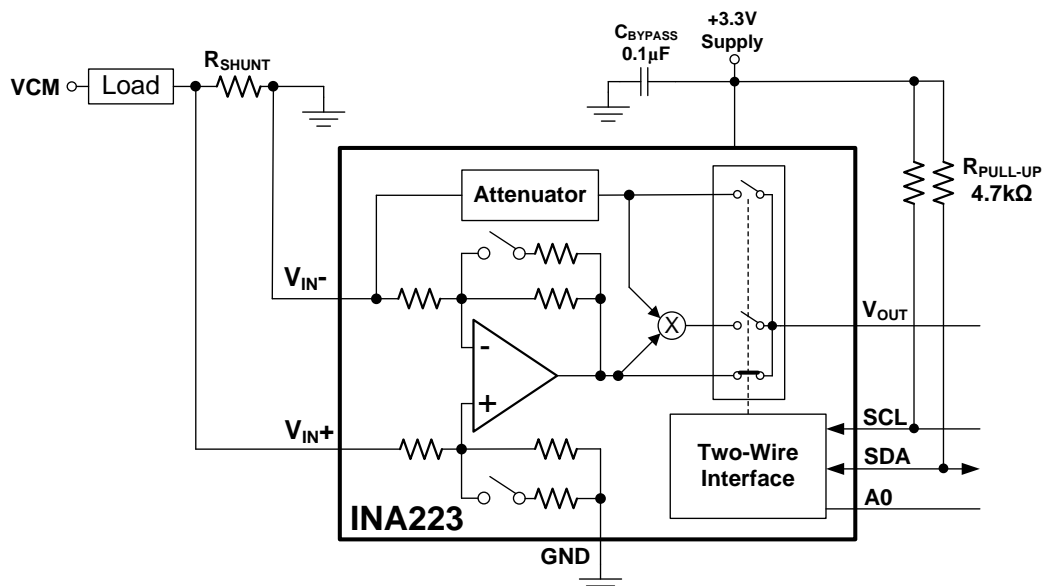 +3.3V
Supply
CBYPASS
0.1µF
RSHUNT
VCM
Load
RPULL-UP
4.7kΩ
Attenuator
VIN-
X
VOUT
-
+
VIN+
SCL
Two-Wire
Interface
SDA
A0
INA223
GND